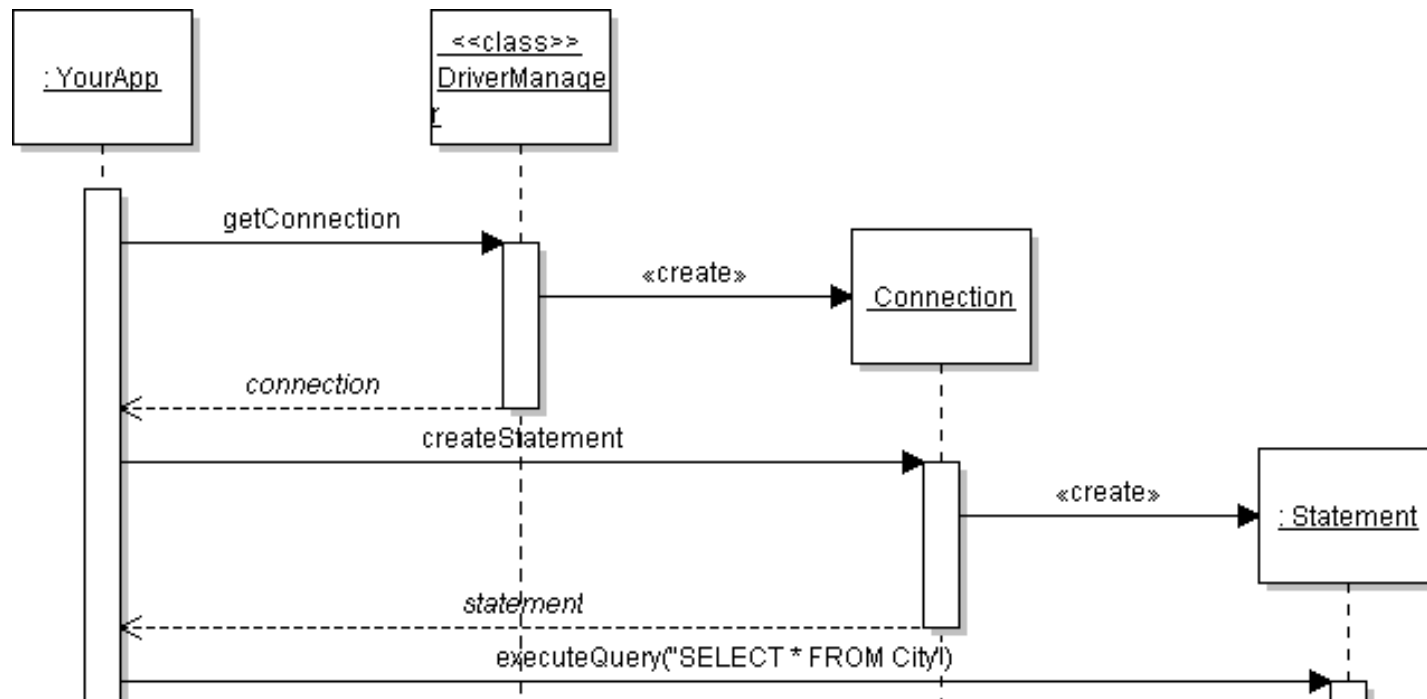 : YourApp
<<class>>
DriverManage
r
getConnection
«create»
Connection
connection
createStatement
«create»
: Statement
statement
executeQuery("SELECT * FROM City")